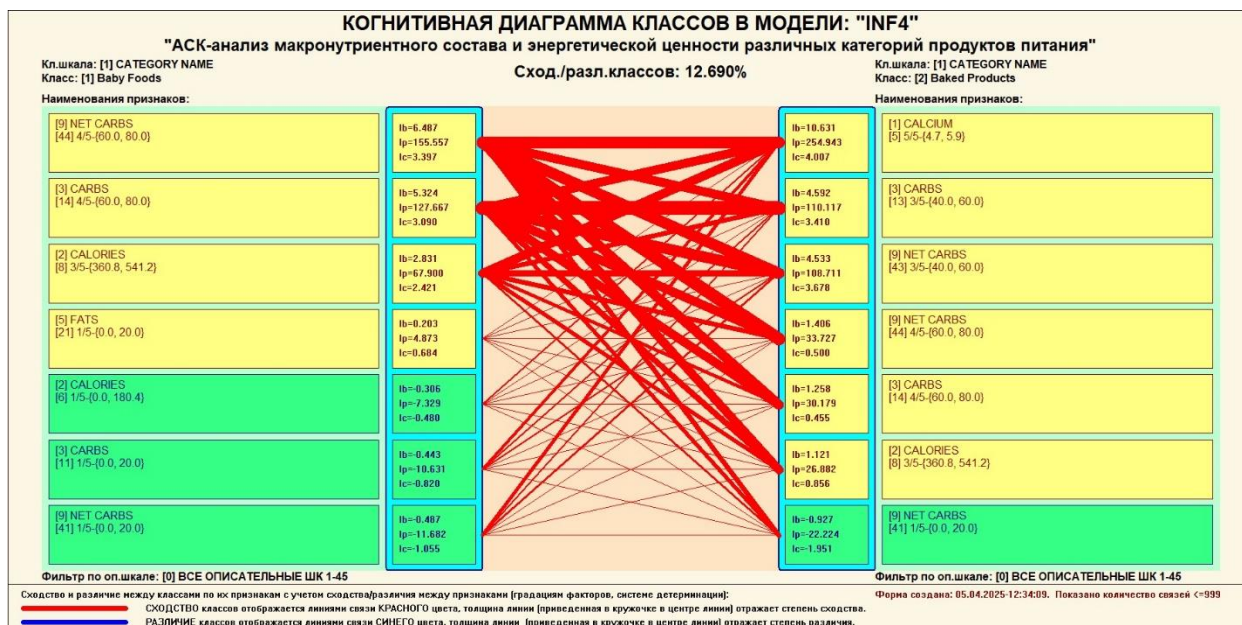 КОГНИТИВНАЯ ДИАГРАММА КЛАССОВ В МОДЕЛИ: "INF4"
"АСК-анализ макронутриентного состава и энергетической ценности различных категорий продуктов питания"
Кл.шкала: [1] CATEGORY NAME
Класс: [1] Baby Foods
Сход./разл.классов: 12.690%
Кл.шкала: [1] CATEGORY NAME
Класс: [2] Baked Products
Наименования признаков:
Наименования признаков:
[9] NET CARBS
[44] 4/5-{60.0, 80.0}
Ib=6.487
Ip=155.557
Ic=3.397
Ib=10.631
Ip=254.943
Ic=4.007
[1] CALCIUM
[5] 5/5-{4.7, 5.9}
[3] CARBS
[14] 4/5-{60.0, 80.0}
Ib=5.324
Ip=127.667
Ic=3.090
Ib=4.592
Ip=110.117
Ic=3.410
[3] CARBS
[13] 3/5-{40.0, 60.0}
[2] CALORIES
[8] 3/5-{360.8, 541.2}
Ib=2.831
Ip=67.900
Ic=2.421
Ib=4.533
Ip=108.711
Ic=3.678
[9] NET CARBS
[43] 3/5-{40.0, 60.0}
[5] FATS
[21] 1/5-{0.0, 20.0}
Ib=0.203
Ip=4.873
Ic=0.684
Ib=1.406
Ip=33.727
Ic=0.500
[9] NET CARBS
[44] 4/5-{60.0, 80.0}
[2] CALORIES
[6] 1/5-{0.0, 180.4}
Ib=-0.306
Ip=-7.329
Ic=-0.480
Ib=1.258
Ip=30.179
Ic=0.455
[3] CARBS
[14] 4/5-{60.0, 80.0}
[3] CARBS
[11] 1/5-{0.0, 20.0}
Ib=-0.443
Ip=-10.631
Ic=-0.820
Ib=1.121
Ip=26.882
Ic=0.856
[2] CALORIES
[8] 3/5-{360.8, 541.2}
[9] NET CARBS
[41] 1/5-{0.0, 20.0}
Ib=-0.487
Ip=-11.682
Ic=-1.055
Ib=-0.927
Ip=-22.224
Ic=-1.951
[9] NET CARBS
[41] 1/5-{0.0, 20.0}
Фильтр по оп.шкале: [0] ВСЕ ОПИСАТЕЛЬНЫЕ ШК 1-45
Фильтр по оп.шкале: [0] ВСЕ ОПИСАТЕЛЬНЫЕ ШК 1-45
Сходство и различие между классами по их признакам с учетом сходства/различия между признаками (градациям факторов, системе детерминации):
Форма создана: 05.04.2025-12:34:09. Показано количество связей <=999
СХОДСТВО классов отображается линиями связи КРАСНОГО цвета, толщина линии (приведенная в кружочке в центре линии) отражает степень сходства.
РАЗЛИЧИЕ классов отображается линиями связи СИНЕГО цвета, толщина линии (приведенная в кружочке в центре линии) отражает степень различия.